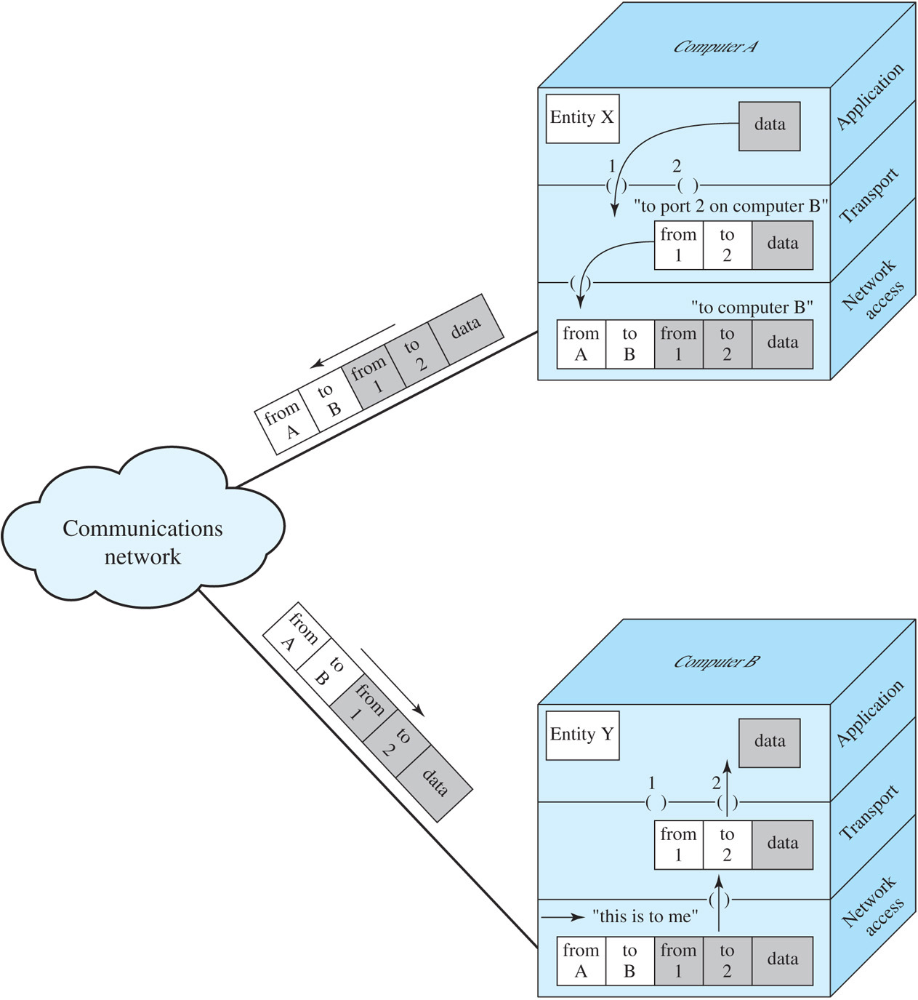 Computer A
Entity X
data
Application
1
2
"to port 2 on computer B"
from
1
to
2
data
Transport
"to computer B"
from
A
to
B
from
1
to
2
data
Network
access
from
A
to
B
from
1
to
2
data
Communications
network
from
A
to
B
from
1
to
2
data
Computer B
Entity Y
data
Application
1
2
from
1
to
2
data
Transport
"this is to me"
from
A
to
B
from
1
to
2
data
Network
access